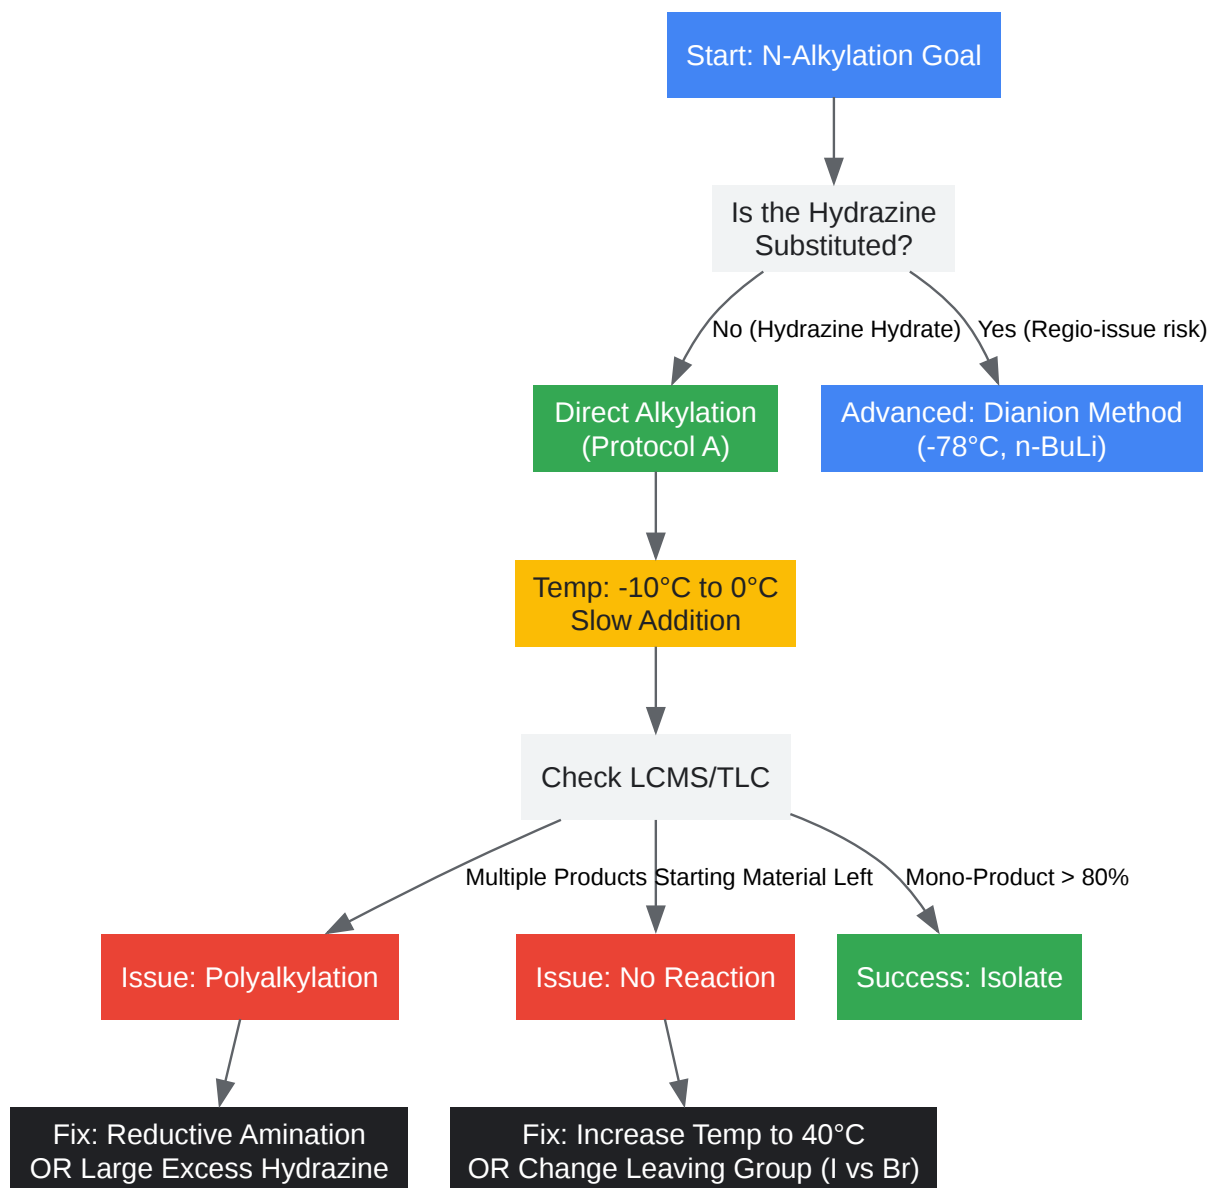 Start: N-Alkylation Goal
Is the Hydrazine
Substituted?
No (Hydrazine Hydrate)
Yes (Regio-issue risk)
Direct Alkylation
(Protocol A)
Advanced: Dianion Method
(-78°C, n-BuLi)
Temp: -10°C to 0°C
Slow Addition
Check LCMS/TLC
Multiple Products
Starting Material Left
Mono-Product > 80%
Issue: Polyalkylation
Issue: No Reaction
Success: Isolate
Fix: Reductive Amination
OR Large Excess Hydrazine
Fix: Increase Temp to 40°C
OR Change Leaving Group (I vs Br)